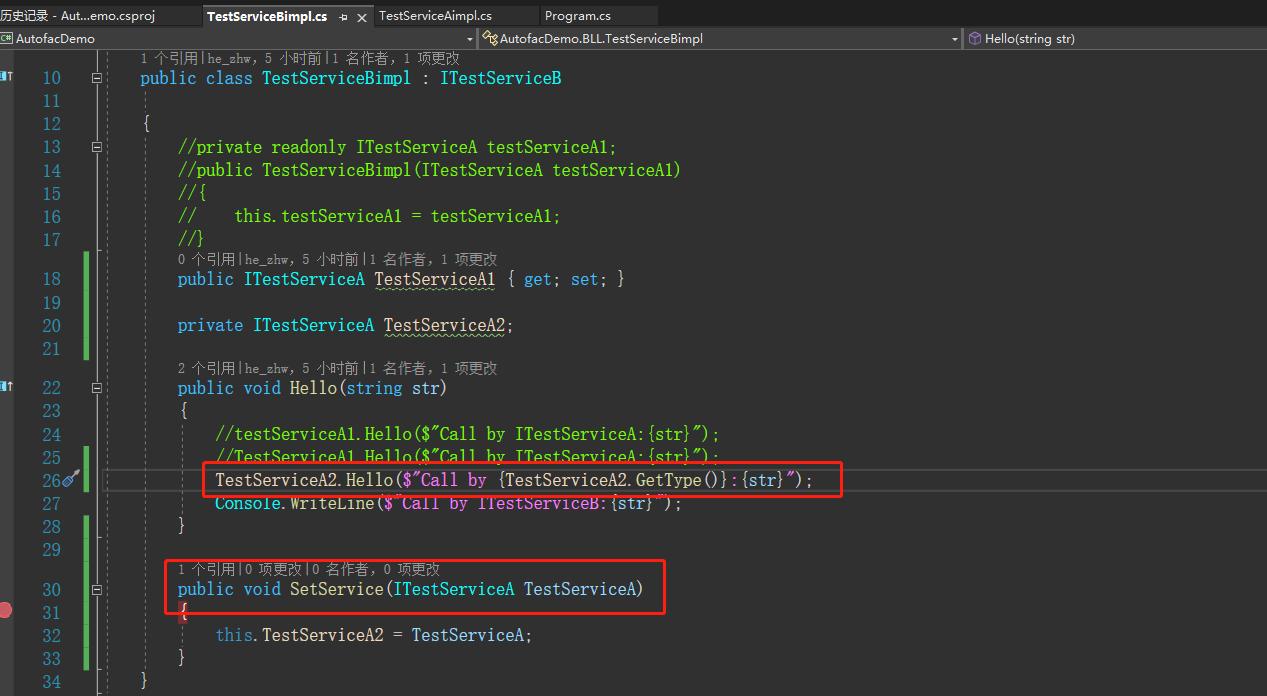 历史记录 - Aut...emo.csproj TestServiceBimpl.cs TestServiceAimpl.cs Program.cs
C# AutofacDemo AutofacDemo.BLL.TestServiceBimpl Hello(string str)
1 个引用|he_zhw，5 小时前|1 名作者，1 项更改
10 public class TestServiceBimpl : ITestServiceB
11
12 {
13 //private readonly ITestServiceA testServiceA1;
14 //public TestServiceBimpl(ITestServiceA testServiceA1)
15 //{
16 // this.testServiceA1 = testServiceA1;
17 //}
0 个引用|he_zhw，5 小时前|1 名作者，1 项更改
18 public ITestServiceA TestServiceA1 { get; set; }
19
20 private ITestServiceA TestServiceA2;
21
2 个引用|he_zhw，5 小时前|1 名作者，1 项更改
22 public void Hello(string str)
23 {
24 //testServiceA1.Hello($"Call by ITestServiceA:{str}");
25 //TestServiceA1.Hello($"Call by ITestServiceA:{str}");
26 TestServiceA2.Hello($"Call by {TestServiceA2.GetType()}:{str}");
27 Console.WriteLine($"Call by ITestServiceB:{str}");
28 }
29
1 个引用|0 项更改|0 名作者，0 项更改
30 public void SetService(ITestServiceA TestServiceA)
31 {
32 this.TestServiceA2 = TestServiceA;
33 }
34 }